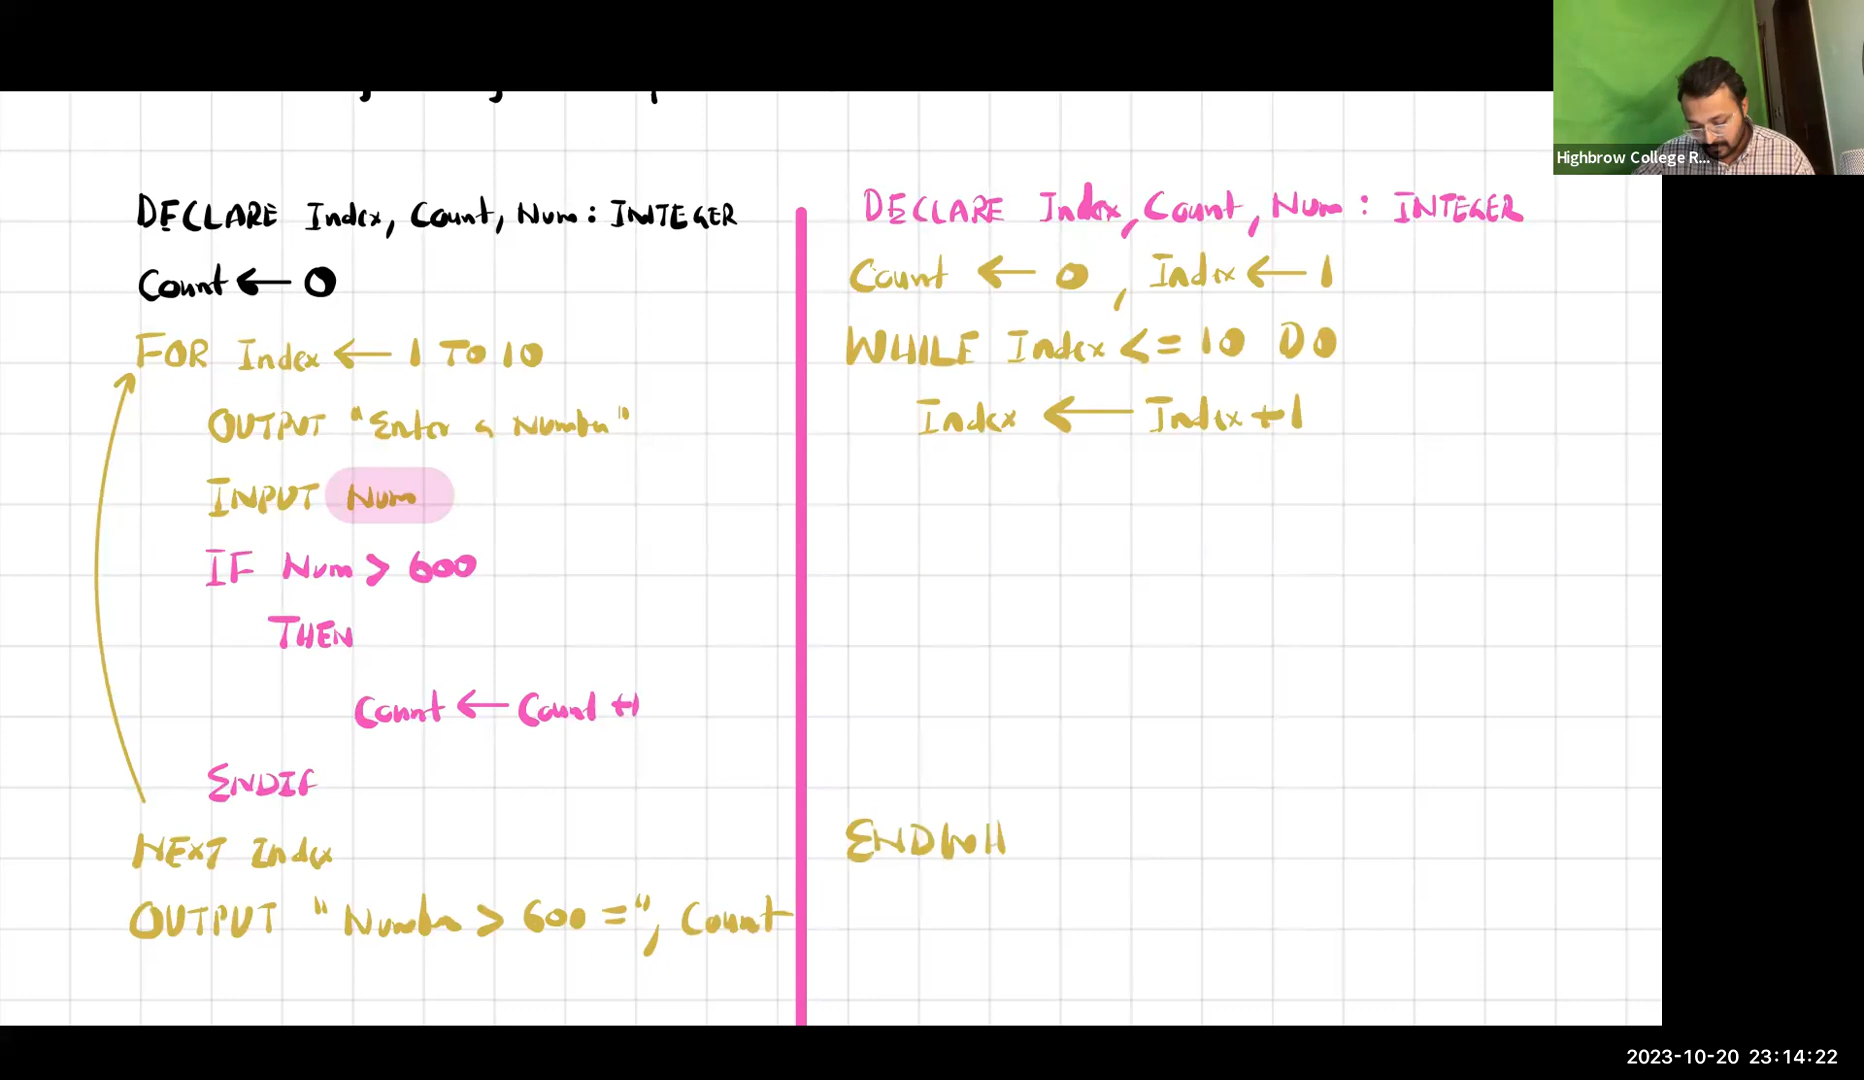 DECLARE Index, Count, Num : INTEGER
Count ← 0
FOR Index ← 1 TO 10
OUTPUT "Enter a Number"
INPUT Num
IF Num > 600
THEN
Count ← Count +1
ENDIF
NEXT Index
OUTPUT "Number > 600 =", Count
DECLARE Index, Count, Num : INTEGER
Count ← 0 , Index ← 1
WHILE Index <= 10 DO
Index ← Index +1
ENDWH
Highbrow College R...
2023-10-20 23:14:22